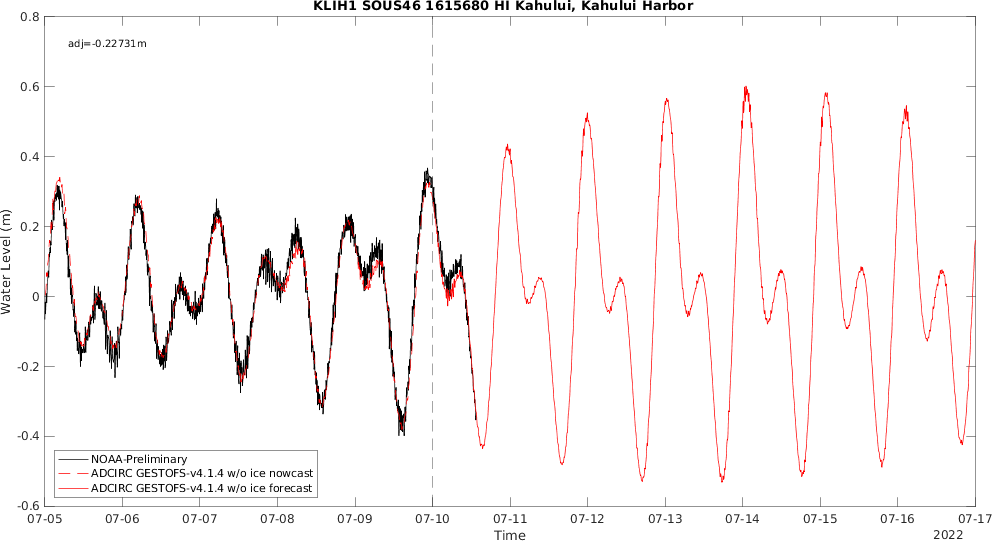 KLIH1 SOUS46 1615680 HI Kahului, Kahului Harbor
adj=-0.22731m
0.8
0.6
0.4
0.2
0
-0.2
-0.4
-0.6
Water Level (m)
NOAA-Preliminary
ADCIRC GESTOFS-v4.1.4 w/o ice nowcast
ADCIRC GESTOFS-v4.1.4 w/o ice forecast
07-05 07-06 07-07 07-08 07-09 07-10 07-11 07-12 07-13 07-14 07-15 07-16 07-17
Time
2022